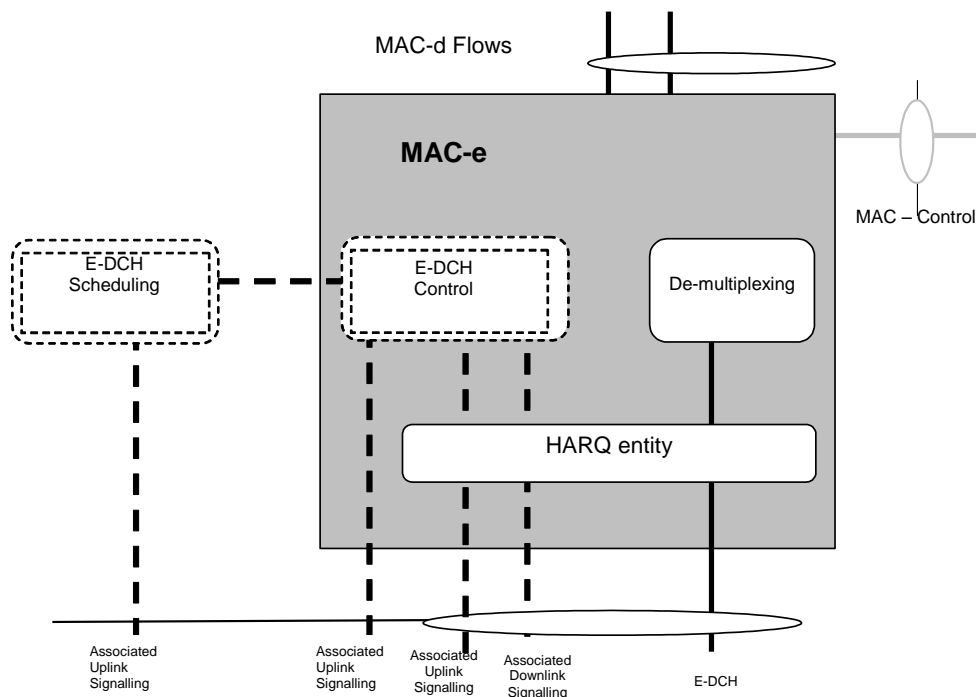 MAC-d Flows
MAC-e
MAC – Control
E-DCH
Scheduling
E-DCH
Control
De-multiplexing
HARQ entity
Associated
Uplink
Signalling
Associated
Uplink
Signalling
Associated
Uplink
Signalling
Associated
Downlink
Signalling
E-DCH